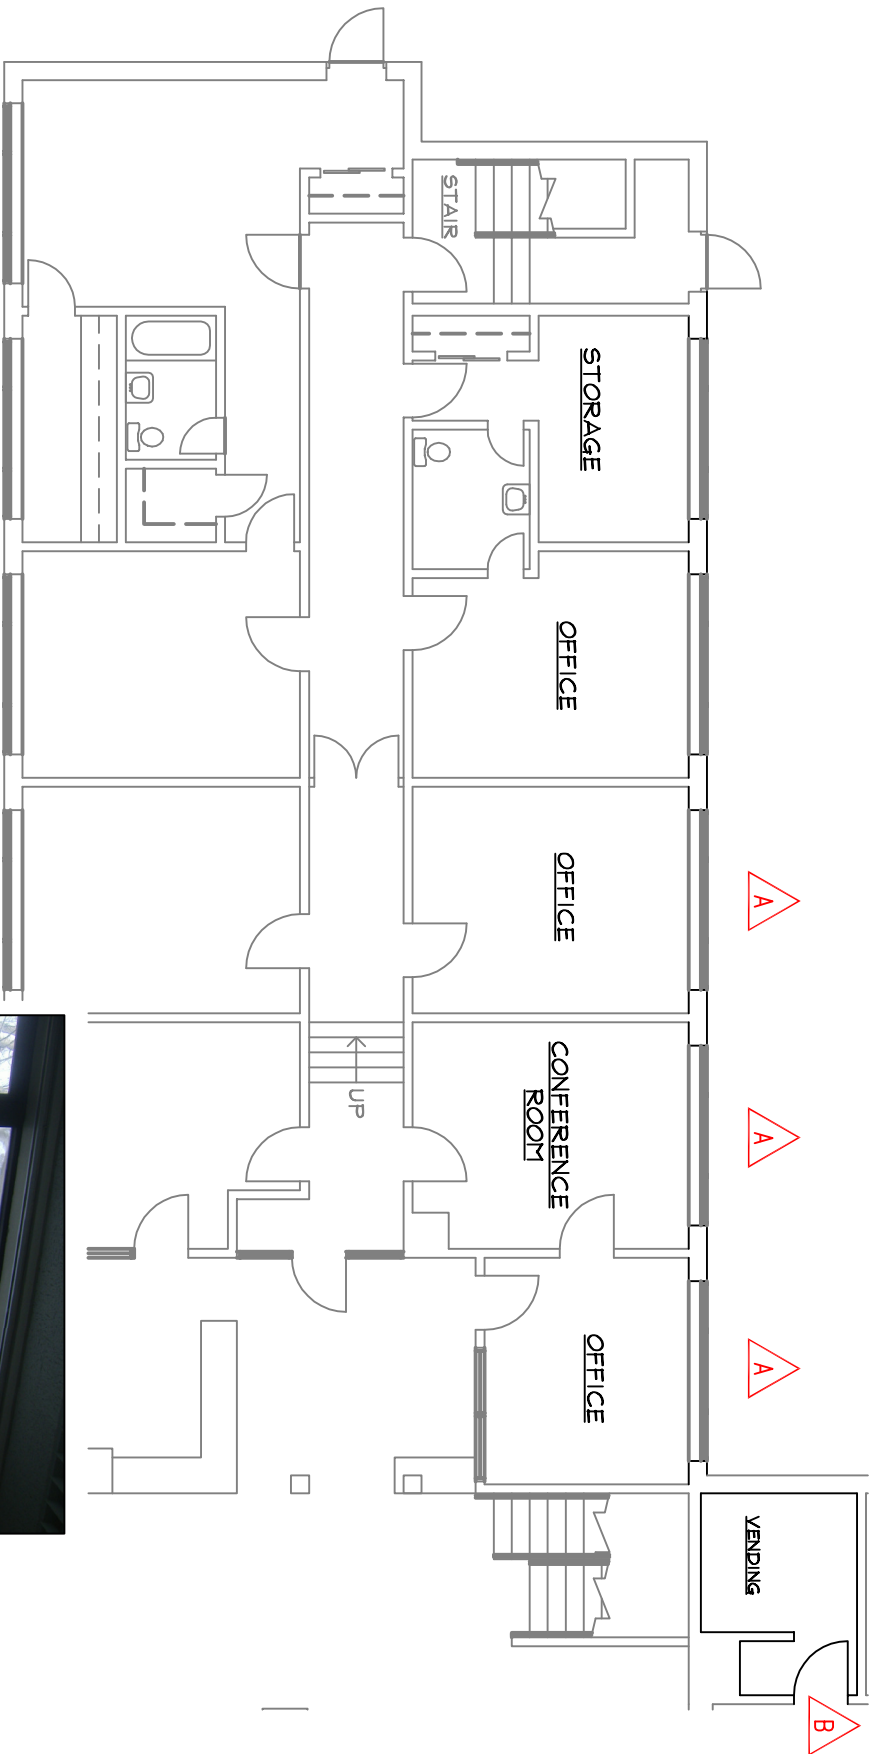 STAIR
STORAGE
OFFICE
OFFICE
A
CONFERENCE
ROOM
A
UP
OFFICE
A
VENDING
B